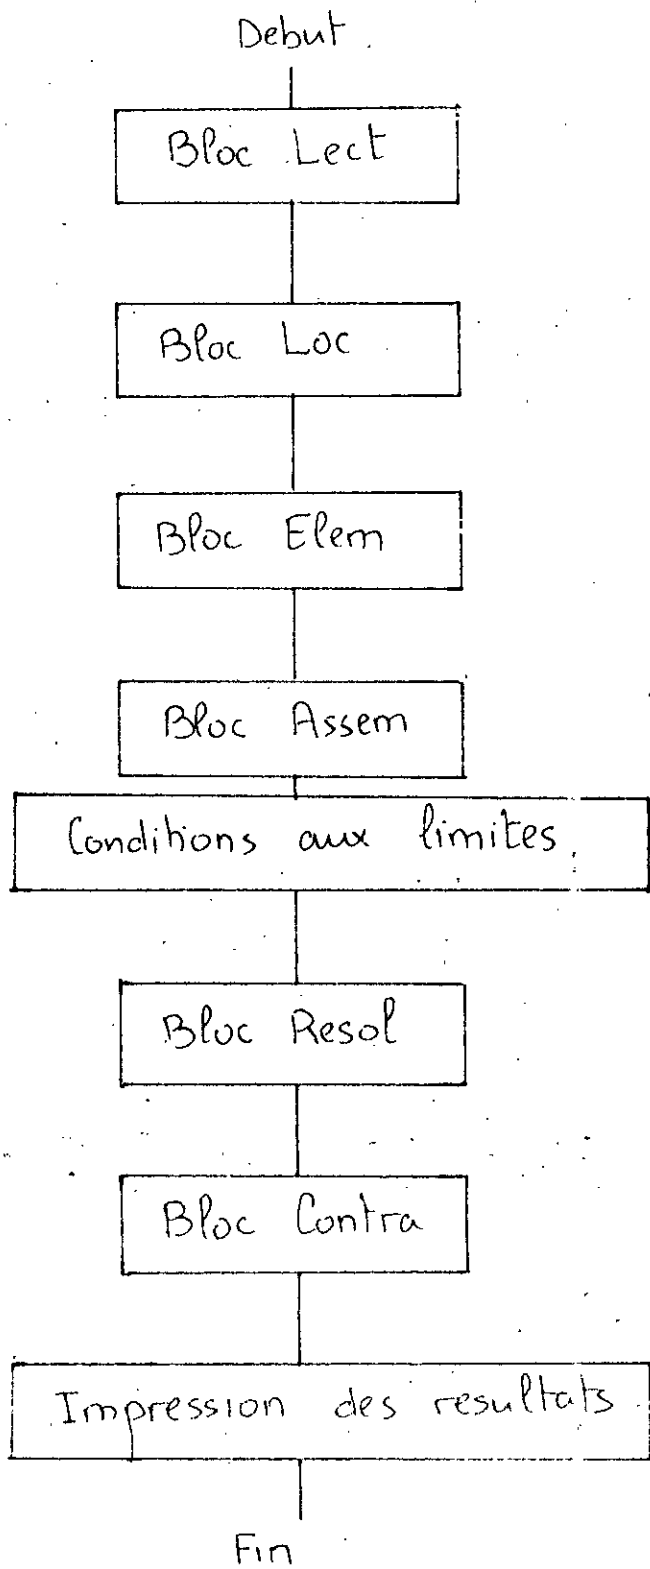 Debut
Bloc Lect
Bloc Loc
Bloc Elem
Bloc Assem
Conditions aux limites
Bloc Resol
Bloc Contra
Impression des resultats
Fin